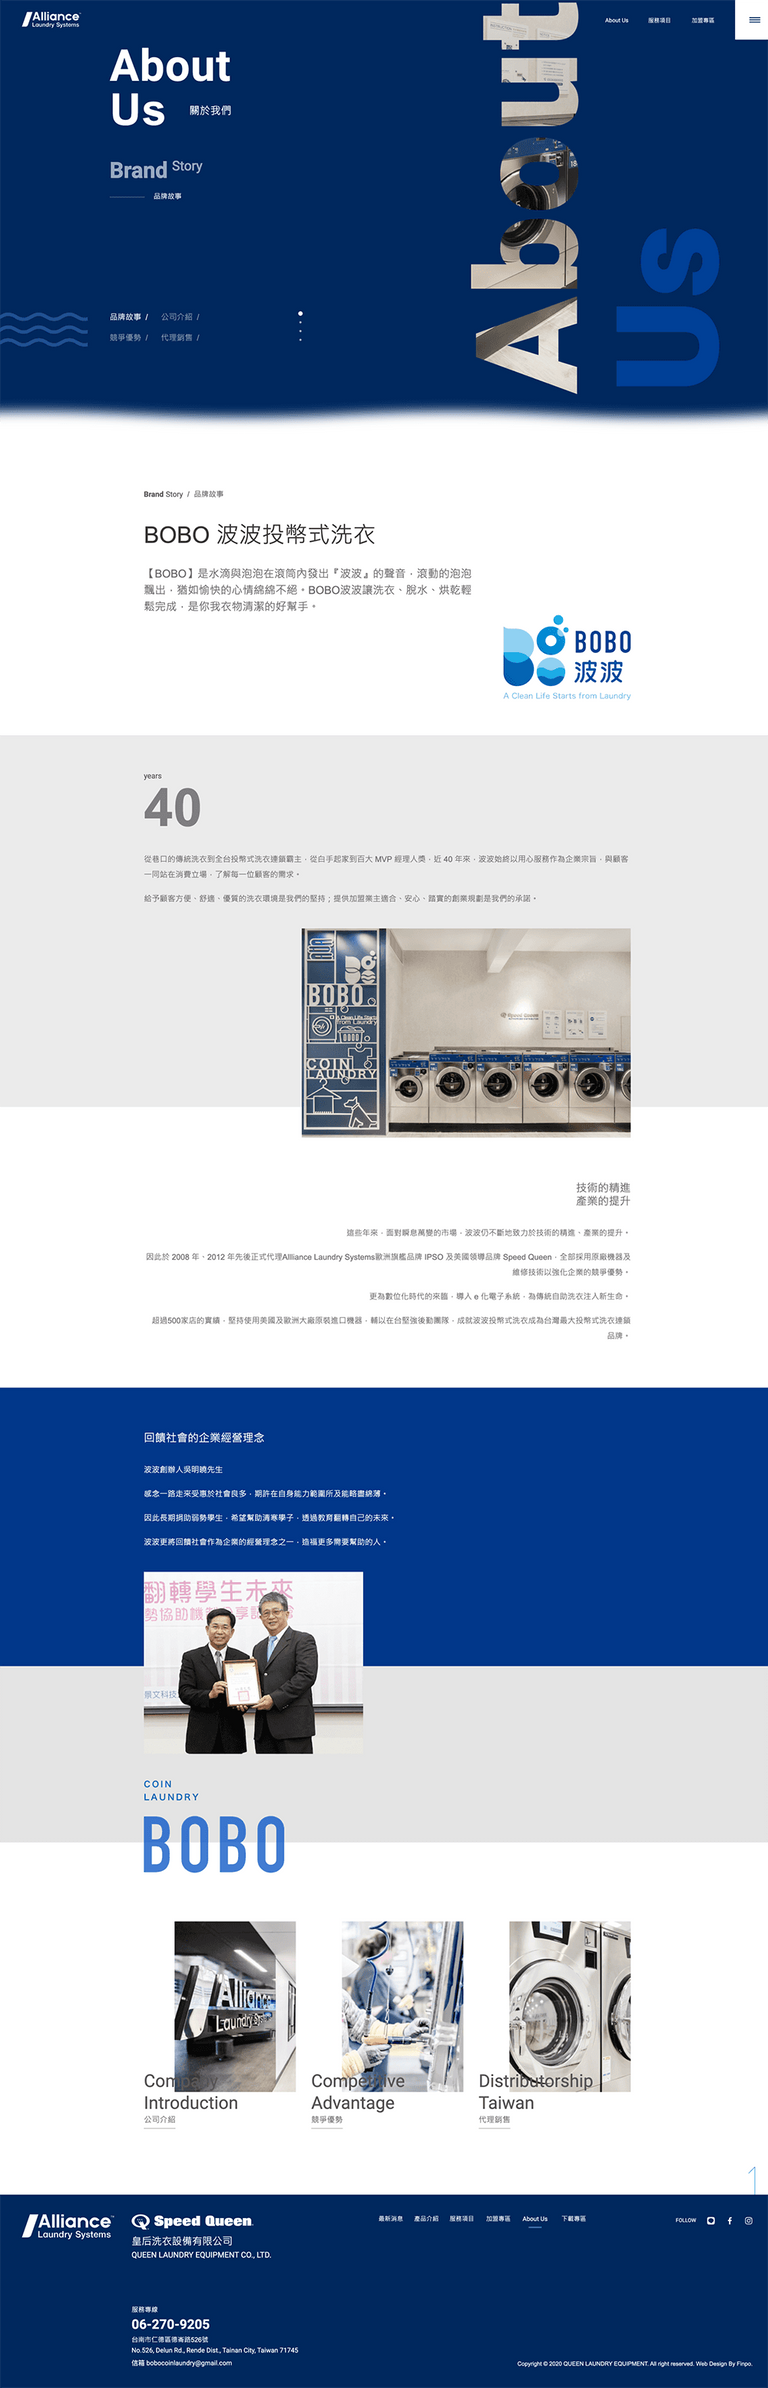 Alliance
Laundry Systems
About Us
服務項目
加盟專區
About
Us
關於我們
Brand Story
品牌故事
品牌故事 /
公司介紹 /
競爭優勢 /
代理銷售 /
About
Us
Brand Story / 品牌故事
BOBO 波波投幣式洗衣
【BOBO】是水滴與泡泡在滾筒內發出『波波』的聲音，滾動的泡泡
飄出，猶如愉快的心情綿綿不絕。BOBO波波讓洗衣、脫水、烘乾輕
鬆完成，是你我衣物清潔的好幫手。
BOBO
波波
A Clean Life Starts from Laundry
years
40
從巷口的傳統洗衣到全台投幣式洗衣連鎖霸主，從白手起家到百大 MVP 經理人獎，近 40 年來，波波始終以用心服務作為企業宗旨，與顧客
一同站在消費立場，了解每一位顧客的需求。
給予顧客方便、舒適、優質的洗衣環境是我們的堅持；提供加盟業主適合、安心、踏實的創業規劃是我們的承諾。
BOBO
A Clean Life Starts
from Laundry
COIN
LAUNDRY
Speed Queen
技術的精進
產業的提升
這些年來，面對瞬息萬變的市場，波波仍不斷地致力於技術的精進、產業的提升。
因此於 2008 年、2012 年先後正式代理Alliance Laundry Systems歐洲旗艦品牌 IPSO 及美國領導品牌 Speed Queen，全部採用原廠機器及
維修技術以強化企業的競爭優勢。
更為數位化時代的來臨，導入 e 化電子系統，為傳統自助洗衣注入新生命。
超過500家店的實績，堅持使用美國及歐洲大廠原裝進口機器，輔以在台堅強後勤團隊，成就波波投幣式洗衣成為台灣最大投幣式洗衣連鎖
品牌。
回饋社會的企業經營理念
波波創辦人吳明曉先生
感念一路走來受惠於社會良多，期許在自身能力範圍所及能略盡綿薄。
因此長期捐助弱勢學生，希望幫助清寒學子，透過教育翻轉自己的未來。
波波更將回饋社會作為企業的經營理念之一，造福更多需要幫助的人。
翻轉學生未來
勢協助機
享
會
景文科技
COIN
LAUNDRY
BOBO
Alliance
Laundry Sys
Company
Introduction
公司介紹
Competitive
Advantage
競爭優勢
Distributorship
Taiwan
代理銷售
Alliance
Laundry Systems
Speed Queen
皇后洗衣設備有限公司
QUEEN LAUNDRY EQUIPMENT CO., LTD.
最新消息
產品介紹
服務項目
加盟專區
About Us
下載專區
FOLLOW
服務專線
06-270-9205
台南市仁德區德崙路526號
No.526, Delun Rd., Rende Dist., Tainan City, Taiwan 71745
信箱 bobocoinlaundry@gmail.com
Copyright © 2020 QUEEN LAUNDRY EQUIPMENT. All right reserved. Web Design By Finpo.